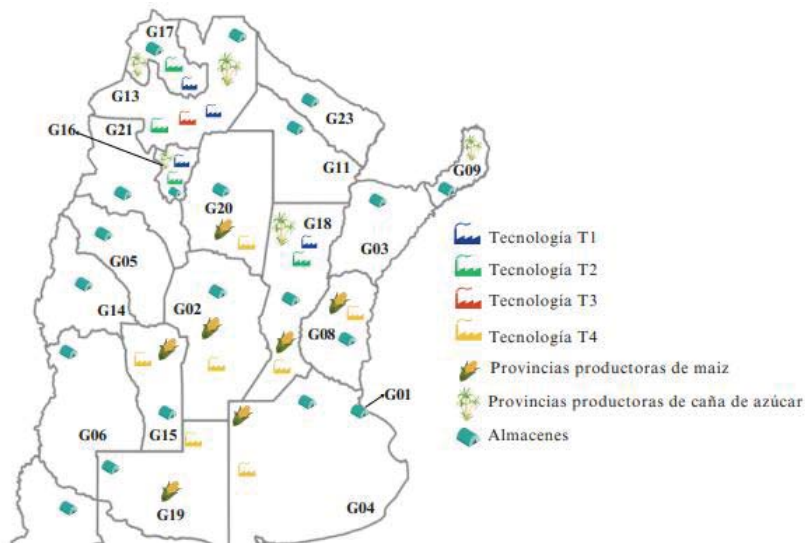 G17
G13
G21
G16
G23
G11
G09
G20
G18
G03
G05
G14
G02
G08
G01
G06
G15
G19
G04
Tecnología T1
Tecnología T2
Tecnología T3
Tecnología T4
Provincias productoras de maiz
Provincias productoras de caña de azúcar
Almacenes